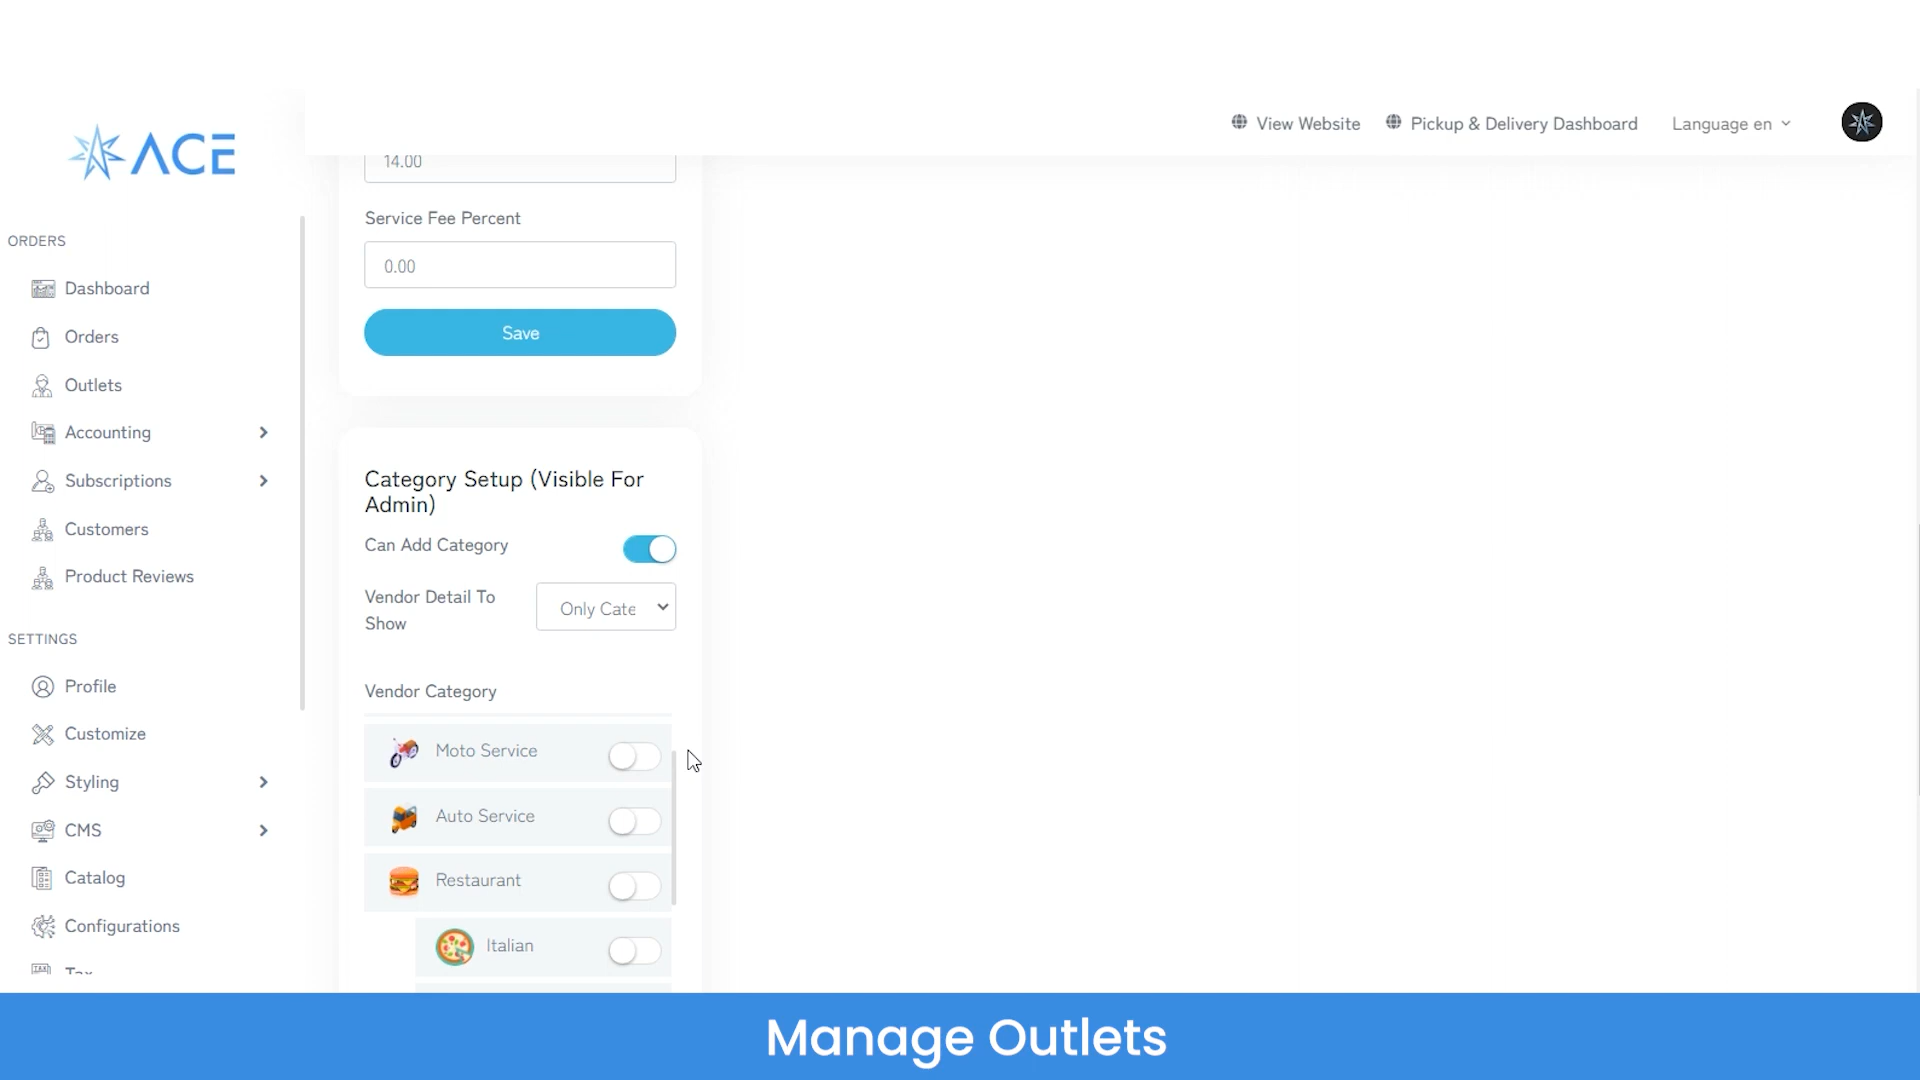 ACE
View Website
Pickup & Delivery Dashboard
Language en
ORDERS
Dashboard
Orders
Outlets
Accounting
Subscriptions
Customers
Product Reviews
SETTINGS
Profile
Customize
Styling
CMS
Catalog
Configurations
Tax
14.00
Service Fee Percent
0.00
Save
Category Setup (Visible For
Admin)
Can Add Category
Vendor Detail To
Show
Only Cate
Vendor Category
Moto Service
Auto Service
Restaurant
Italian
Manage Outlets